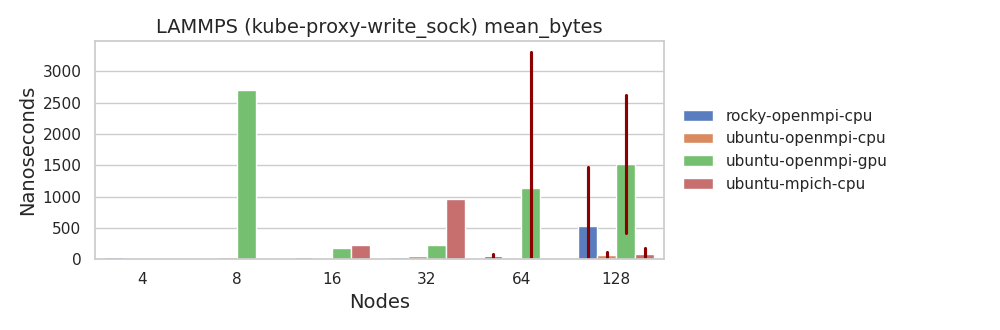 LAMMPS (kube-proxy-write_sock) mean_bytes
Nanoseconds
3000
2500
2000
1500
1000
500
0
4 8 16 32 64 128
Nodes
rocky-openmpi-cpu
ubuntu-openmpi-cpu
ubuntu-openmpi-gpu
ubuntu-mpich-cpu